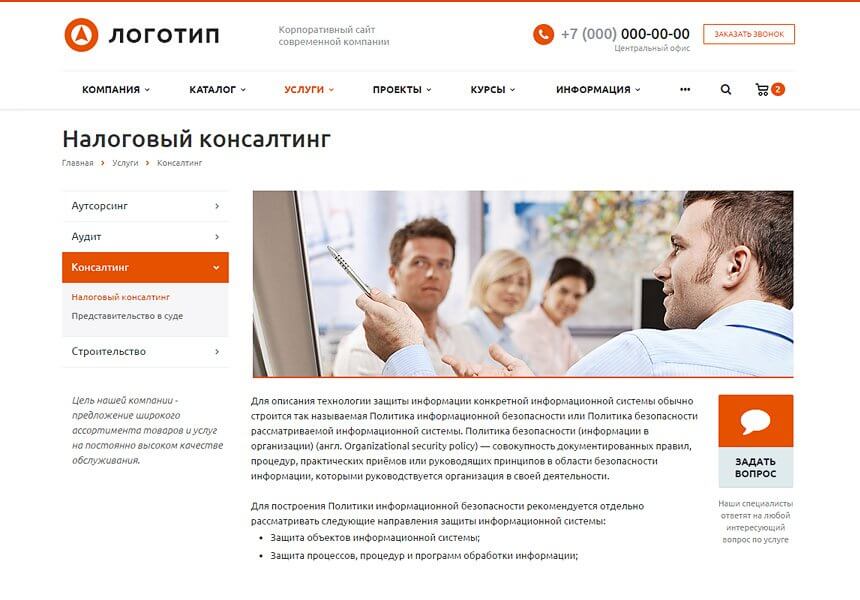 ЛОГОТИП
Корпоративный сайт
современной компании
+7 (000) 000-00-00
Центральный офис
ЗАКАЗАТЬ ЗВОНОК
КОМПАНИЯ КАТАЛОГ УСЛУГИ ПРОЕКТЫ КУРСЫ ИНФОРМАЦИЯ ••• 2
Налоговый консалтинг
Главная > Услуги > Консалтинг
Аутсорсинг
Аудит
Консалтинг
Налоговый консалтинг
Представительство в суде
Строительство
Цель нашей компании -
предложение широкого
ассортимента товаров и услуг
на постоянно высоком качестве
обслуживания.
Для описания технологии защиты информации конкретной информационной системы обычно
строится так называемая Политика информационной безопасности или Политика безопасности
рассматриваемой информационной системы. Политика безопасности (информации в
организации) (англ. Organizational security policy) — совокупность документированных правил,
процедур, практических приёмов или руководящих принципов в области безопасности
информации, которыми руководствуется организация в своей деятельности.
Для построения Политики информационной безопасности рекомендуется отдельно
рассматривать следующие направления защиты информационной системы:
• Защита объектов информационной системы;
• Защита процессов, процедур и программ обработки информации;
ЗАДАТЬ
ВОПРОС
Наши специалисты
ответят на любой
интересующий
вопрос по услуге